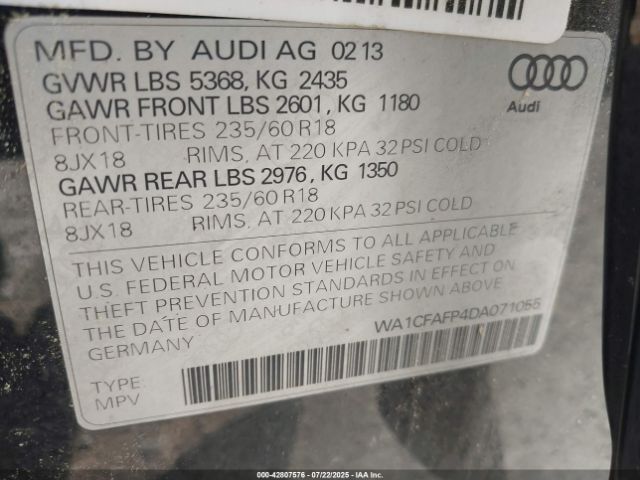 MFD. BY AUDI AG 02 13
GVWR LBS 5368, KG 2435
GAWR FRONT LBS 2601, KG 1180
FRONT-TIRES 235/60 R18
8JX18 RIMS, AT 220 KPA 32 PSI COLD
GAWR REAR LBS 2976, KG 1350
REAR-TIRES 235/60 R18
8JX18 RIMS, AT 220 KPA 32 PSI COLD
Audi
THIS VEHICLE CONFORMS TO ALL APPLICABLE
U.S. FEDERAL MOTOR VEHICLE SAFETY AND
THEFT PREVENTION STANDARDS IN EFFECT ON
THE DATE OF MANUFACTURE SHOWN ABOVE
GERMANY
WA1CFAFP4DA071055
TYPE
MPV
000-42807576 - 07/22/2025 - IAAI.COM